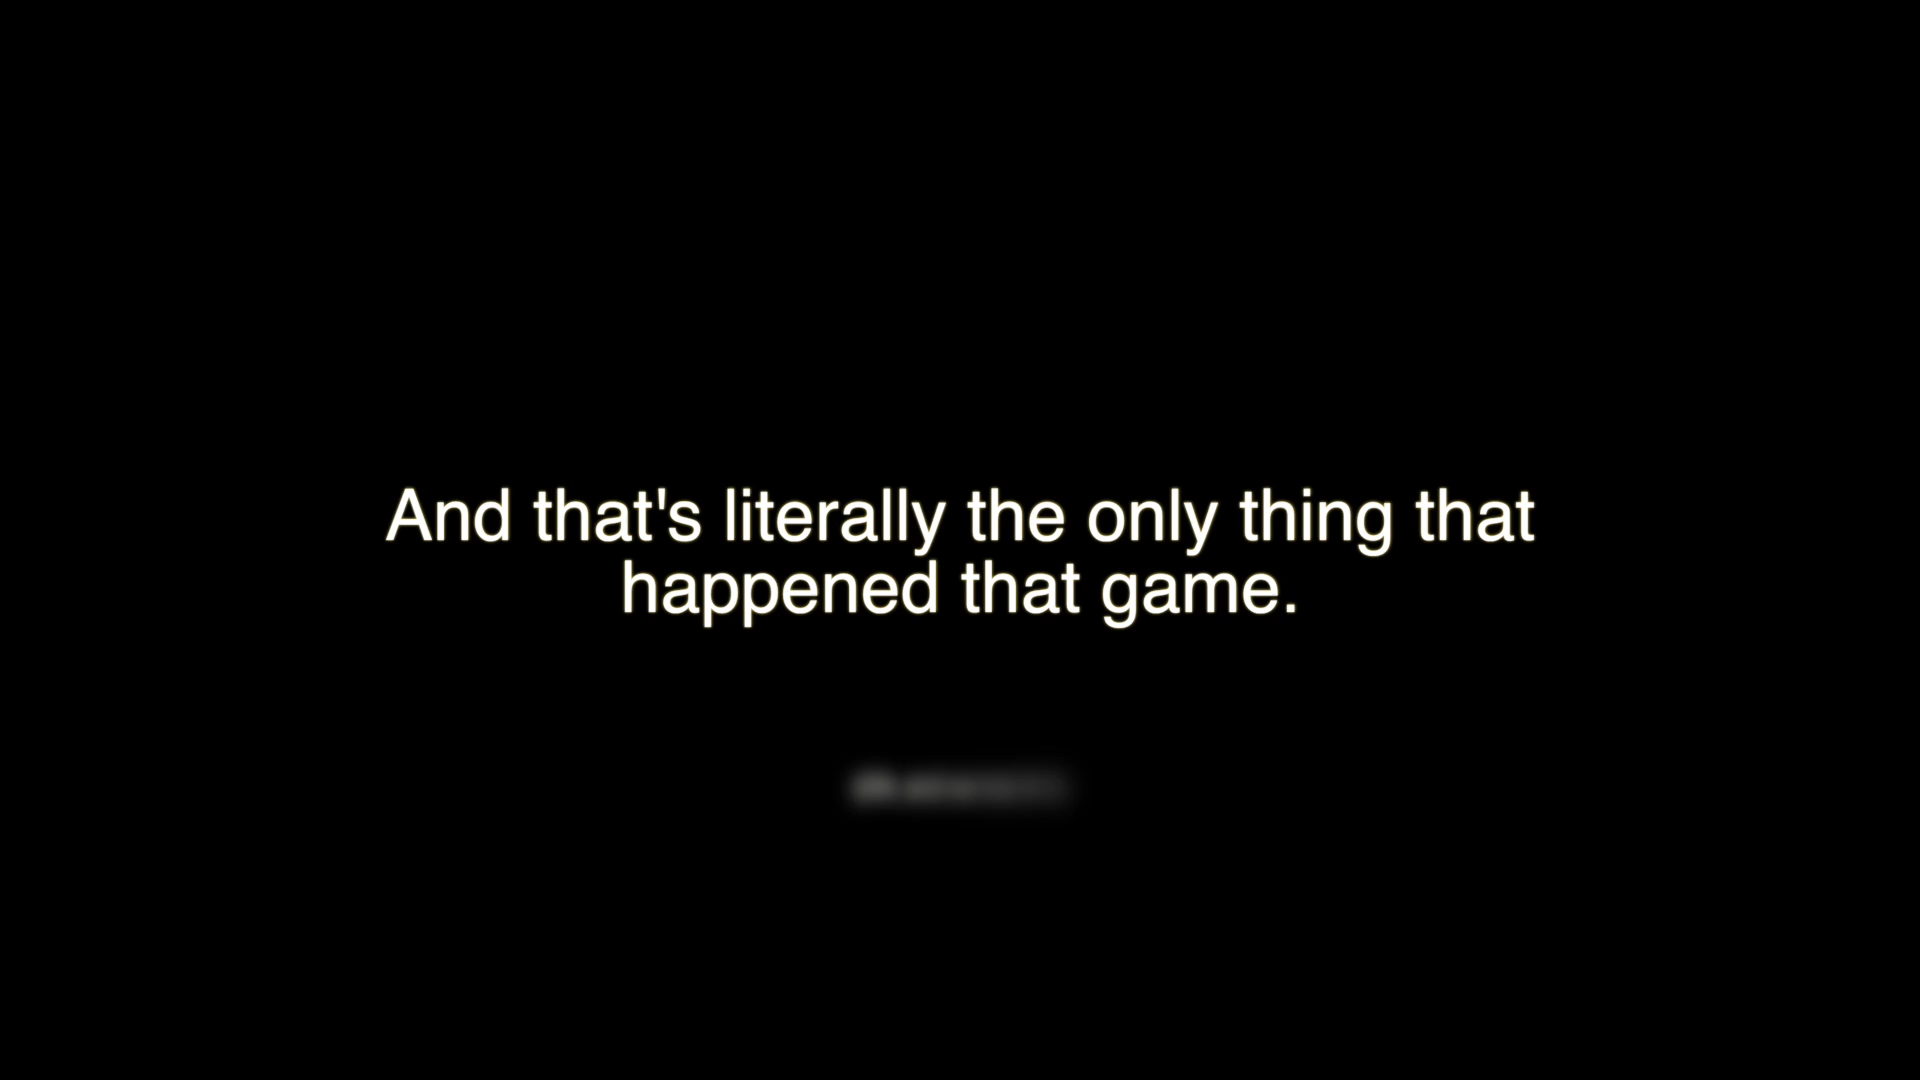 And that's literally the only thing that
happened that game.